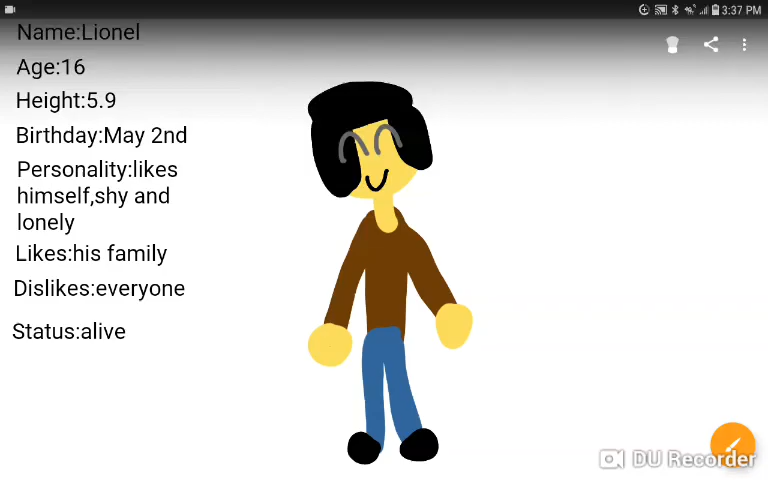 3:37 PM
Name:Lionel
Age:16
Height:5.9
Birthday:May 2nd
Personality:likes
himself,shy and
lonely
Likes:his family
Dislikes:everyone
Status:alive
DU Recorder